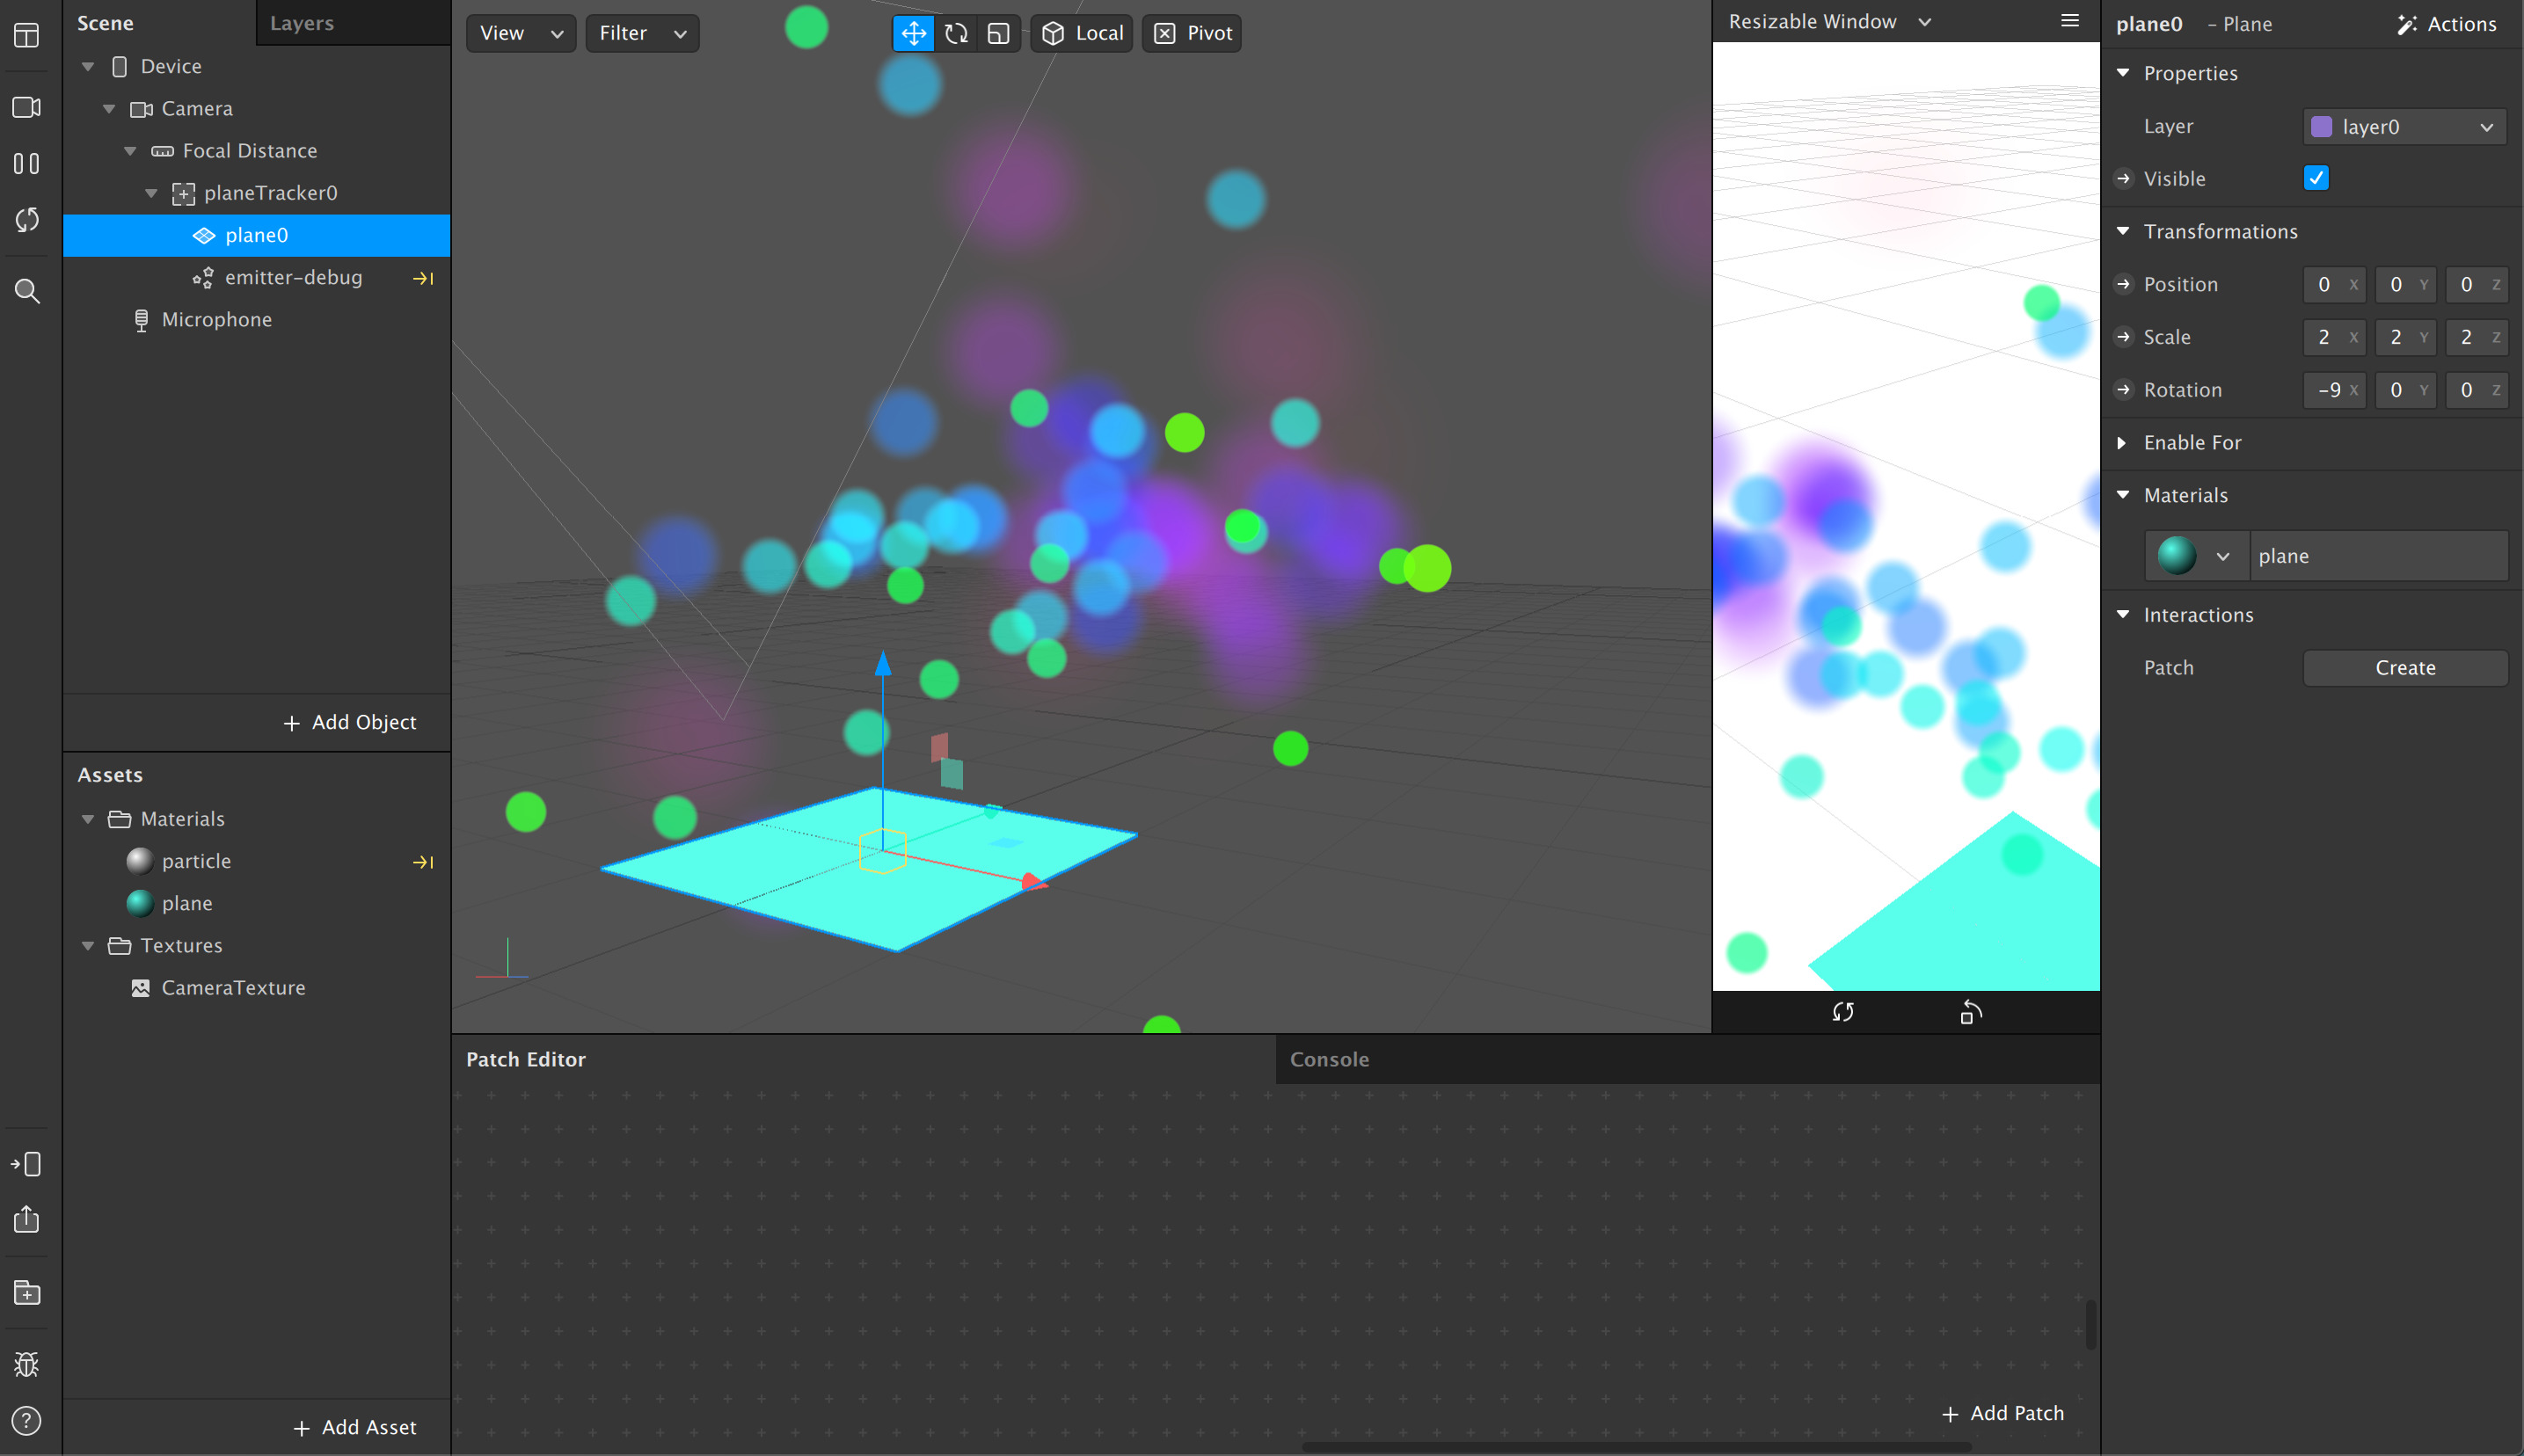 Scene
Layers
Device
Camera
Focal Distance
planeTracker0
plane0
emitter-debug
Microphone
+ Add Object
Assets
Materials
particle
plane
Textures
CameraTexture
+ Add Asset
View
Filter
Local
Pivot
Resizable Window
Patch Editor
Console
+ Add Patch
plane0 - Plane
Actions
Properties
Layer layer0
Visible
Transformations
Position 0 X 0 Y 0 Z
Scale 2 X 2 Y 2 Z
Rotation -9 X 0 Y 0 Z
Enable For
Materials
plane
Interactions
Patch Create
?